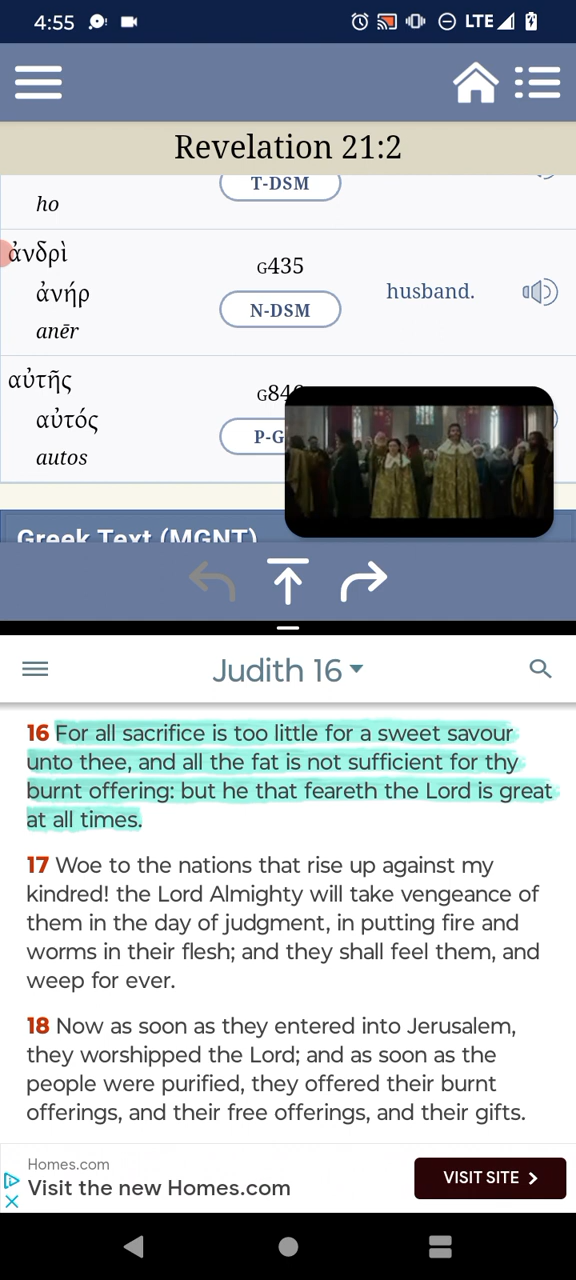 4:55 LTE
Revelation 21:2
T-DSM
ho
ἀνδρὶ
G435
ἀνήρ
husband.
N-DSM
anēr
αὐτῆς
αὐτός
P-G
autos
Greek Text (MGNT)
Judith 16
16 For all sacrifice is too little for a sweet savour
unto thee, and all the fat is not sufficient for thy
burnt offering: but he that feareth the Lord is great
at all times.
17 Woe to the nations that rise up against my
kindred! the Lord Almighty will take vengeance of
them in the day of judgment, in putting fire and
worms in their flesh; and they shall feel them, and
weep for ever.
18 Now as soon as they entered into Jerusalem,
they worshipped the Lord; and as soon as the
people were purified, they offered their burnt
offerings, and their free offerings, and their gifts.
Homes.com
Visit the new Homes.com
VISIT SITE